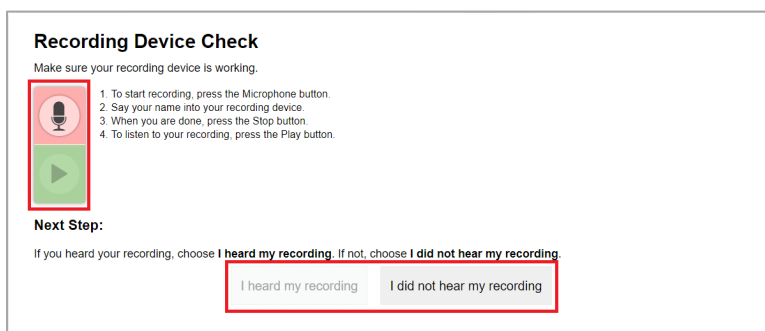 Recording Device Check
Make sure your recording device is working.
1. To start recording, press the Microphone button.
2. Say your name into your recording device.
3. When you are done, press the Stop button.
4. To listen to your recording, press the Play button.
Next Step:
If you heard your recording, choose I heard my recording. If not, choose I did not hear my recording.
I heard my recording I did not hear my recording